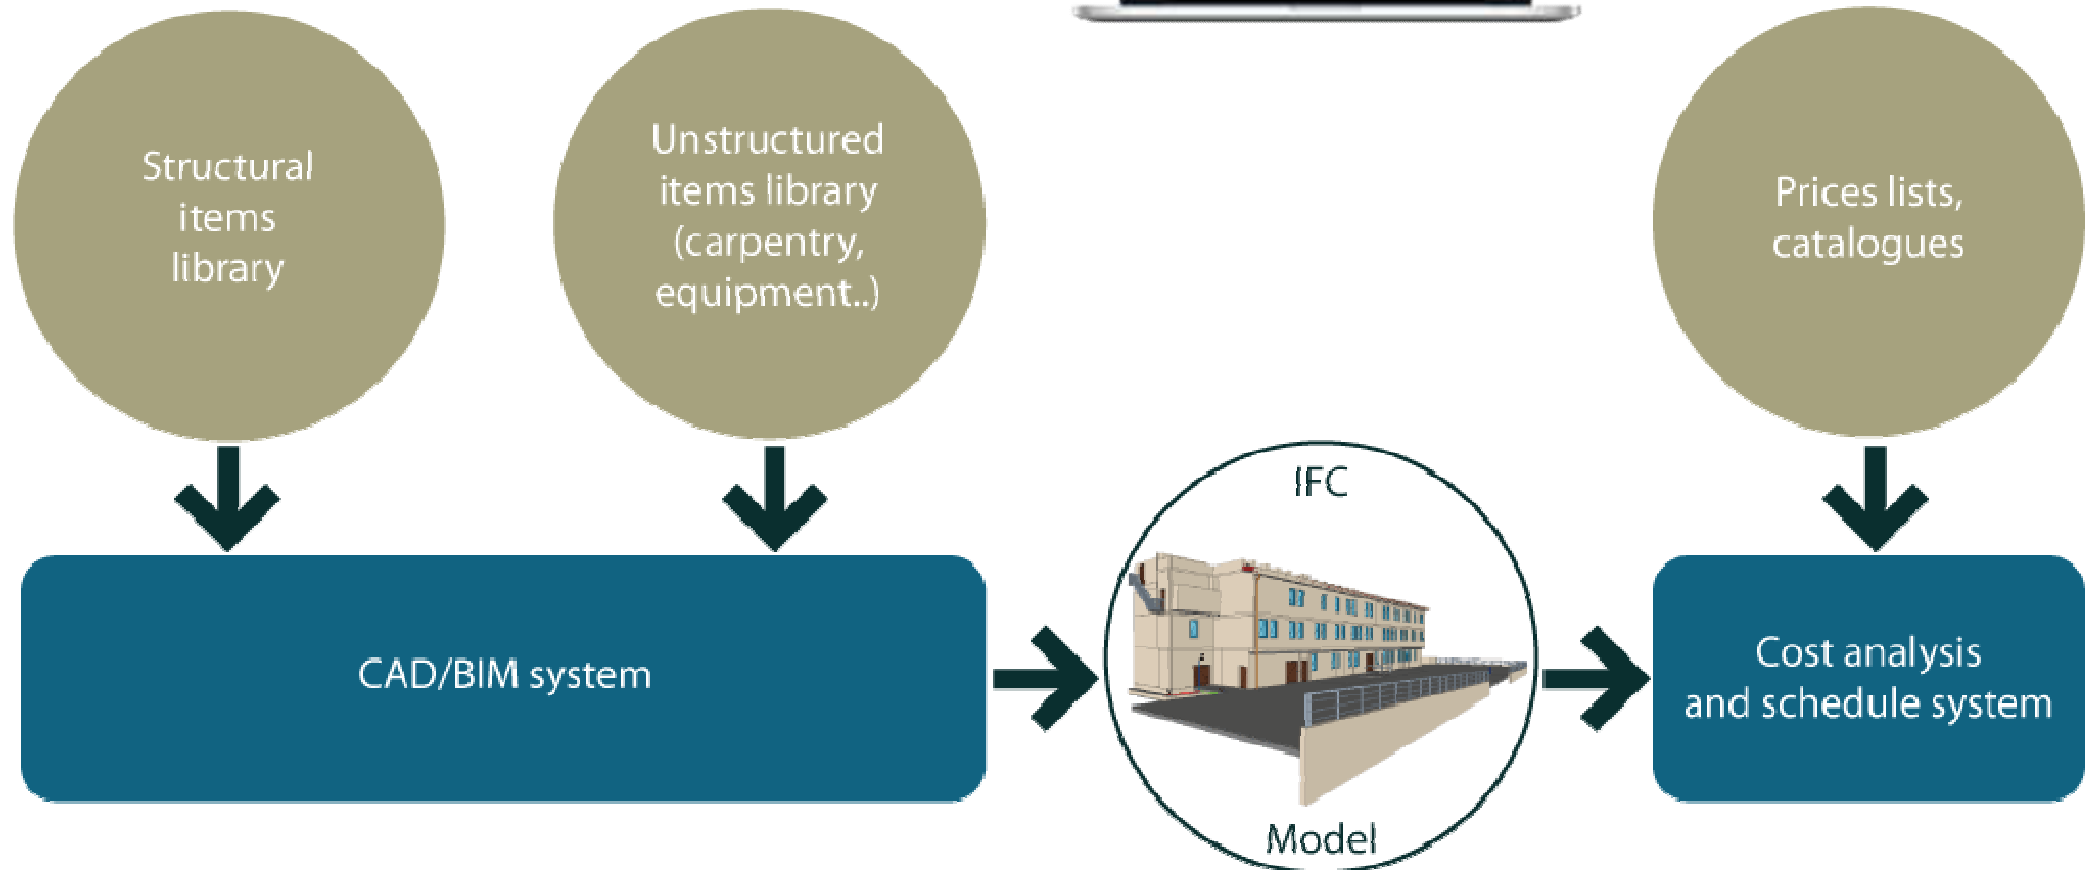 Structural
items
library
Unstructured
items library
(carpentry,
equipment..)
Prices lists,
catalogues
CAD/BIM system
IFC
Model
Cost analysis
and schedule system